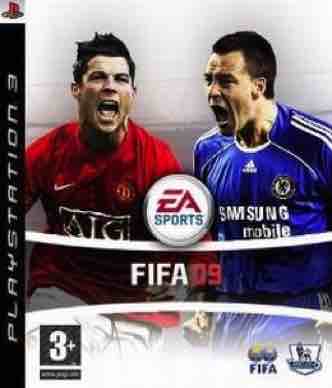 PLAYSTATION 3
AIG
SAMSUNG
mobile
EA
SPORTS
FIFA 09
3+
www.pegi.info
FIFA